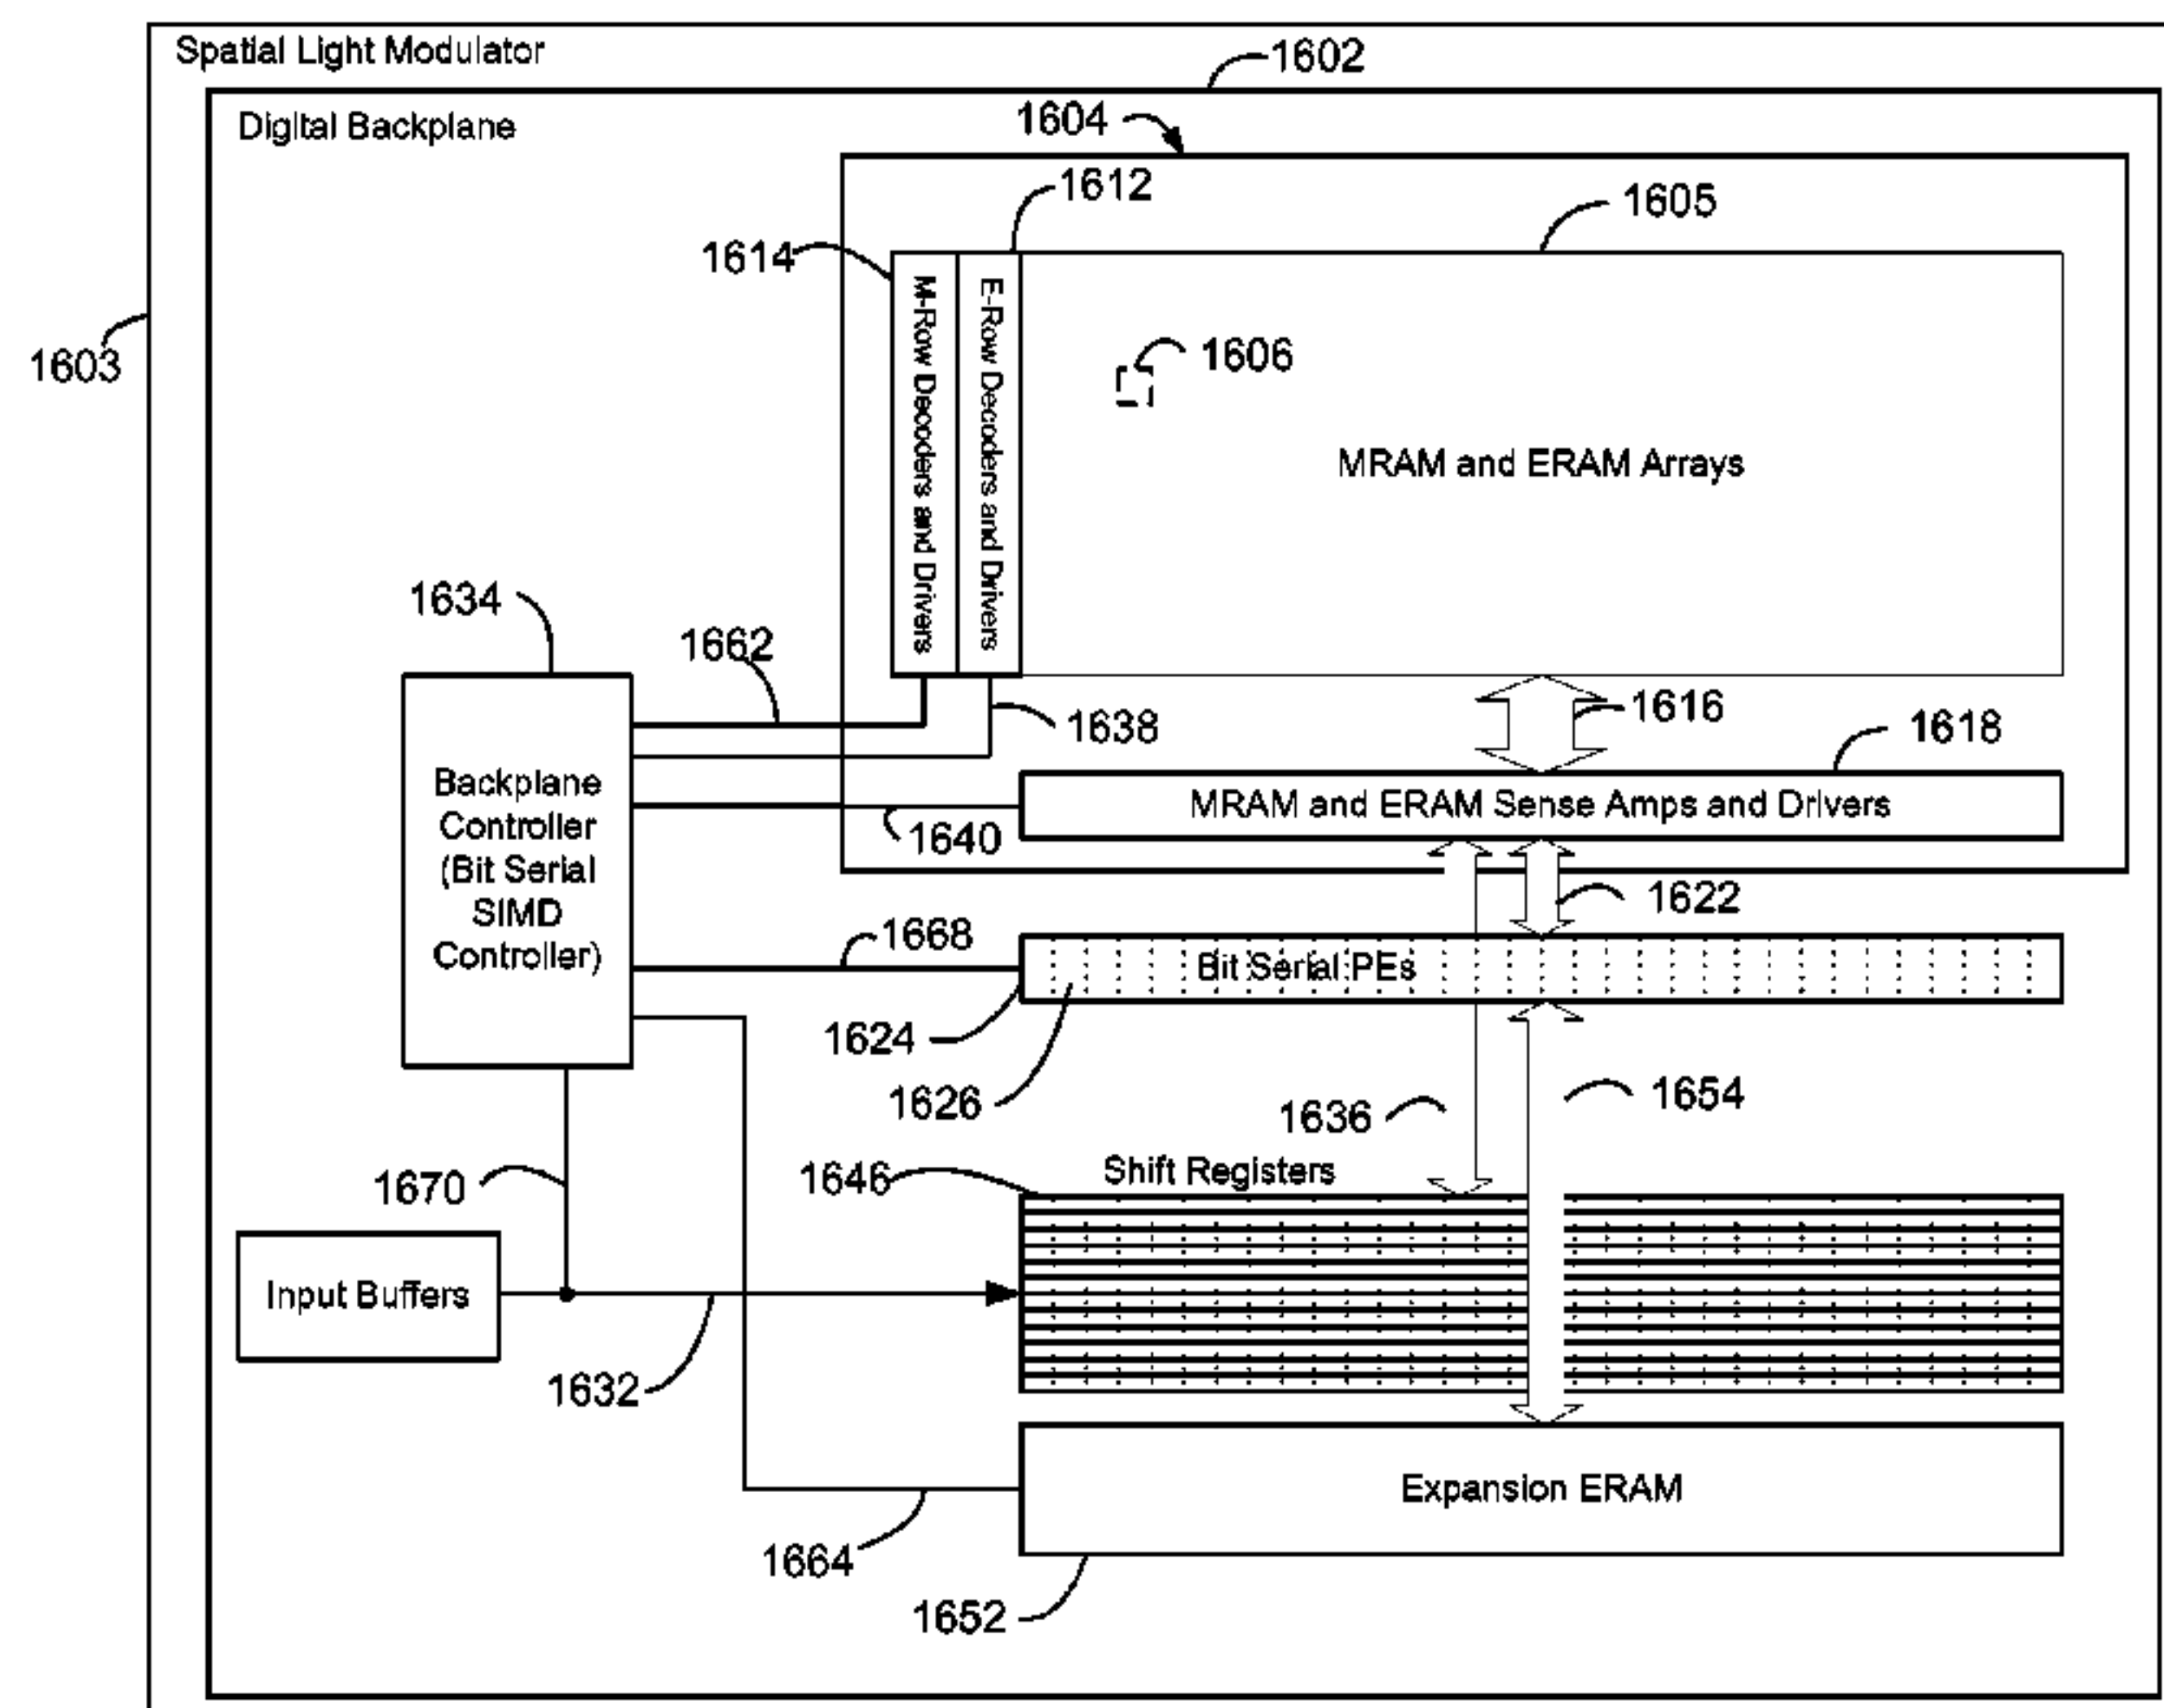 Spatial Light Modulator
1602
Digital Backplane
1604
1612
1605
1614
M-Row Decoders and Drivers
E-Row Decoders and Drivers
1606
1603
MRAM and ERAM Arrays
1634
1662
1638
1616
1618
Backplane
Controller
(Bit Serial
SIMD
Controller)
MRAM and ERAM Sense Amps and Drivers
1640
1622
1668
Bit Serial PEs
1624
1626
1636
1654
1670
1646
Shift Registers
Input Buffers
1632
Expansion ERAM
1664
1652